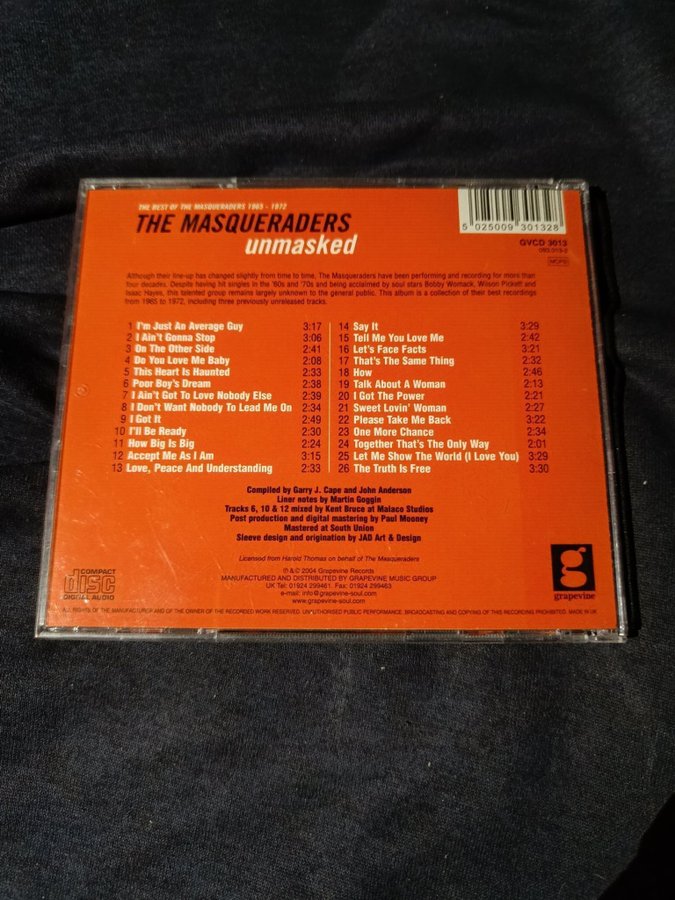 THE BEST OF THE MASQUERADERS 1965 - 1972
THE MASQUERADERS
unmasked
5 025009 301328
GVCD 3013
MCPS
Although their line-up has changed slightly from time to time, The Masqueraders have been performing and recording for more than
four decades. Despite having hit singles in the '60s and '70s and being acclaimed by soul stars Bobby Womack, Wilson Pickett and
Isaac Hayes, this talented group remains largely unknown to the general public. This album is a collection of their best recordings
from 1965 to 1972, including three previously unreleased tracks.
1 I'm Just An Average Guy 3:17
2 I Ain't Gonna Stop 3:06
3 On The Other Side 2:41
4 Do You Love Me Baby 2:08
5 This Heart Is Haunted 2:33
6 Poor Boy's Dream 2:38
7 I Ain't Got To Love Nobody Else 2:39
8 I Don't Want Nobody To Lead Me On 2:34
9 I Got It 2:49
10 I'll Be Ready 2:30
11 How Big Is Big 2:24
12 Accept Me As I Am 3:15
13 Love, Peace And Understanding 2:33
14 Say It 3:29
15 Tell Me You Love Me 2:42
16 Let's Face Facts 3:21
17 That's The Same Thing 2:32
18 How 2:46
19 Talk About A Woman 2:13
20 I Got The Power 2:21
21 Sweet Lovin' Woman 2:27
22 Please Take Me Back 3:22
23 One More Chance 2:34
24 Together That's The Only Way 2:01
25 Let Me Show The World (I Love You) 3:29
26 The Truth Is Free 3:30
Compiled by Garry J. Cape and John Anderson
Liner notes by Martin Goggin
Tracks 6, 10 & 12 mixed by Kent Bruce at Malaco Studios
Post production and digital mastering by Paul Mooney
Mastered at South Union
Sleeve design and origination by JAD Art & Design
Licensed from Harold Thomas on behalf of The Masqueraders
℗ & © 2004 Grapevine Records
MANUFACTURED AND DISTRIBUTED BY GRAPEVINE MUSIC GROUP
UK Tel: 01924 299461. Fax: 01924 299463
e-mail: info@grapevine-soul.com
www.grapevine-soul.com
COMPACT
disc
DIGITAL AUDIO
g
grapevine
ALL RIGHTS OF THE MANUFACTURER AND OF THE OWNER OF THE RECORDED WORK RESERVED. UNAUTHORISED PUBLIC PERFORMANCE, BROADCASTING AND COPYING OF THIS RECORDING PROHIBITED. MADE IN UK